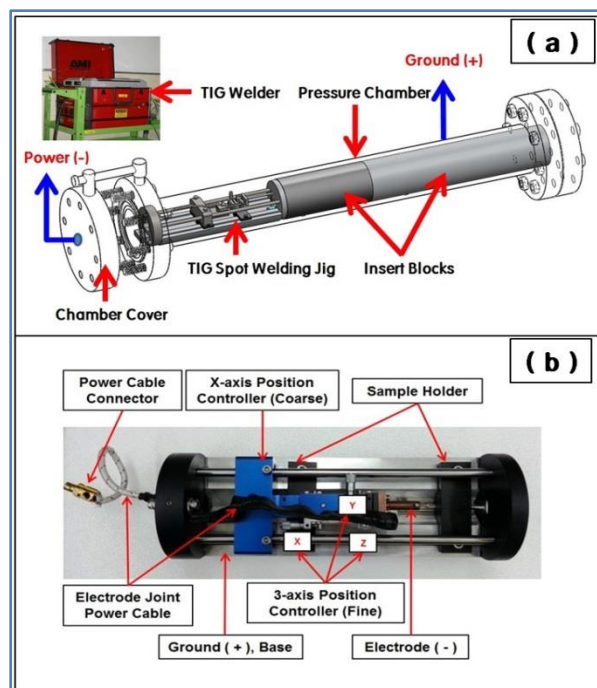 ( a )
AMI
TIG Welder
Ground (+)
Pressure Chamber
Power (-)
TIG Spot Welding Jig
Insert Blocks
Chamber Cover
( b )
Power Cable
Connector
X-axis Position
Controller (Coarse)
Sample Holder
Y
X
Z
Electrode Joint
Power Cable
3-axis Position
Controller (Fine)
Ground ( + ), Base
Electrode ( - )